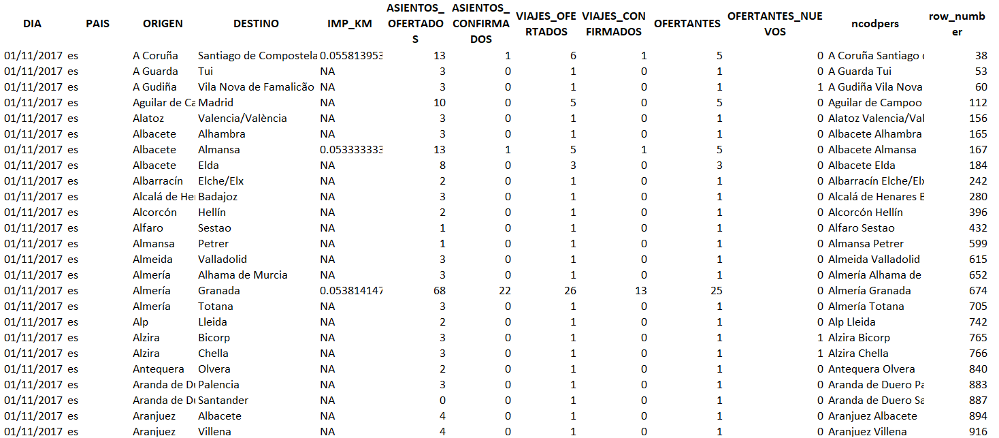 DIA PAIS ORIGEN DESTINO IMP_KM ASIENTOS_OFERTADOS ASIENTOS_CONFIRMADOS VIAJES_OFERTADOS VIAJES_CONFIRMADOS OFERTANTES OFERTANTES_NUEVOS ncodpers row_number
01/11/2017 es A Coruña Santiago de Compostela 0.055813953 13 1 6 1 5 0 A Coruña Santiago 38
01/11/2017 es A Guarda Tui NA 3 0 1 0 1 0 A Guarda Tui 53
01/11/2017 es A Gudiña Vila Nova de Famalicão NA 3 0 1 0 1 1 A Gudiña Vila Nova 60
01/11/2017 es Aguilar de Ca Madrid NA 10 0 5 0 5 0 Aguilar de Campoo 112
01/11/2017 es Alatoz Valencia/València NA 3 0 1 0 1 0 Alatoz Valencia/Val 156
01/11/2017 es Albacete Alhambra NA 3 0 1 0 1 0 Albacete Alhambra 165
01/11/2017 es Albacete Almansa 0.053333333 13 1 5 1 5 0 Albacete Almansa 167
01/11/2017 es Albacete Elda NA 8 0 3 0 3 0 Albacete Elda 184
01/11/2017 es Albarracín Elche/Elx NA 2 0 1 0 1 0 Albarracín Elche/Elx 242
01/11/2017 es Alcalá de Hei Badajoz NA 3 0 1 0 1 0 Alcalá de Henares B 280
01/11/2017 es Alcorcón Hellín NA 2 0 1 0 1 0 Alcorcón Hellín 396
01/11/2017 es Alfaro Sestao NA 1 0 1 0 1 0 Alfaro Sestao 432
01/11/2017 es Almansa Petrer NA 1 0 1 0 1 0 Almansa Petrer 599
01/11/2017 es Almeida Valladolid NA 3 0 1 0 1 0 Almeida Valladolid 615
01/11/2017 es Almería Alhama de Murcia NA 3 0 1 0 1 0 Almería Alhama de 652
01/11/2017 es Almería Granada 0.053814147 68 22 26 13 25 0 Almería Granada 674
01/11/2017 es Almería Totana NA 3 0 1 0 1 0 Almería Totana 705
01/11/2017 es Alp Lleida NA 2 0 1 0 1 0 Alp Lleida 742
01/11/2017 es Alzira Bicorp NA 3 0 1 0 1 1 Alzira Bicorp 765
01/11/2017 es Alzira Chella NA 3 0 1 0 1 1 Alzira Chella 766
01/11/2017 es Antequera Olvera NA 2 0 1 0 1 0 Antequera Olvera 840
01/11/2017 es Aranda de Du Palencia NA 3 0 1 0 1 0 Aranda de Duero Pa 883
01/11/2017 es Aranda de Du Santander NA 0 0 1 0 1 0 Aranda de Duero Sa 887
01/11/2017 es Aranjuez Albacete NA 4 0 1 0 1 0 Aranjuez Albacete 894
01/11/2017 es Aranjuez Villena NA 4 0 1 0 1 0 Aranjuez Villena 916